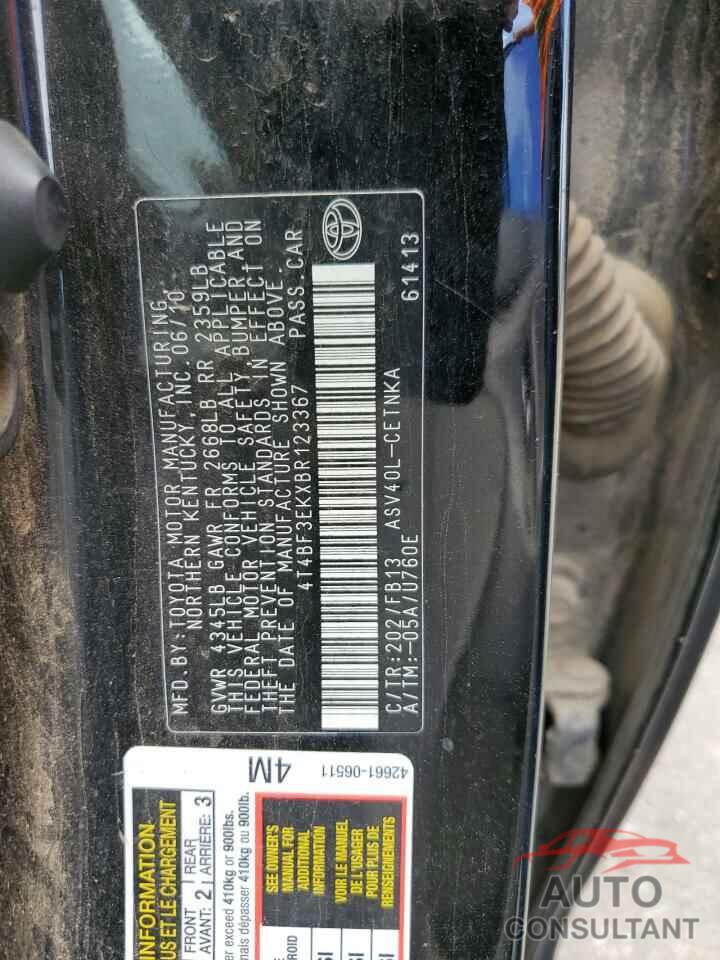 MFD.BY:TOYOTA MOTOR MANUFACTURING,
NORTHERN KENTUCKY,INC. 06/10
GVWR 4345LB GAWR FR 2668LB RR 2359LB
THIS VEHICLE CONFORMS TO ALL APPLICABLE
FEDERAL MOTOR VEHICLE SAFETY, BUMPER,AND
THEFT PREVENTION STANDARDS IN EFFECT ON
THE DATE OF MANUFACTURE SHOWN ABOVE.
4T4BF3EKXBR123367 PASS.CAR
C/TR:202/FB13 ASV40L-CETNKA
A/TM:-05A/U760E 61413
4M
42661-06511
INFORMATION
US ET LE CHARGEMENT
FRONT 2 REAR 3
AVANT: ARRIÈRE:
er exceed 410kg or 900lbs.
is dépasser 410kg ou 900lb.
SEE OWNER'S
MANUAL FOR
ADDITIONAL
INFORMATION
VOIR LE MANUEL
DE L'USAGER
POUR PLUS DE
RENSEIGNEMENTS
AUTO
CONSULTANT